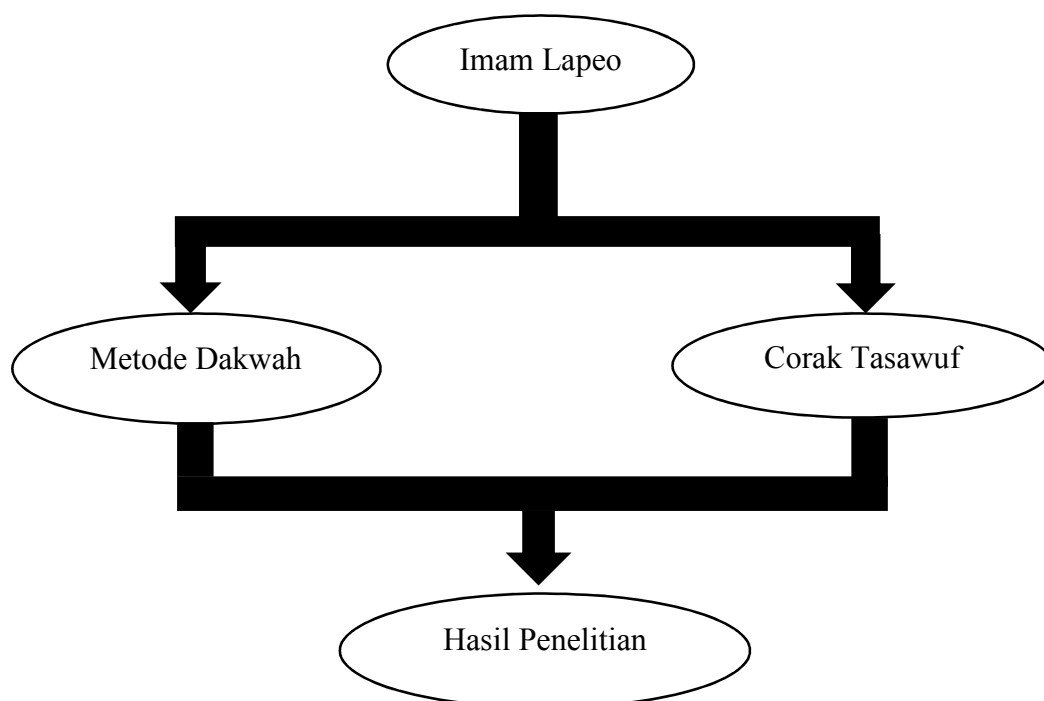 Imam Lapeo
Metode Dakwah
Corak Tasawuf
Hasil Penelitian